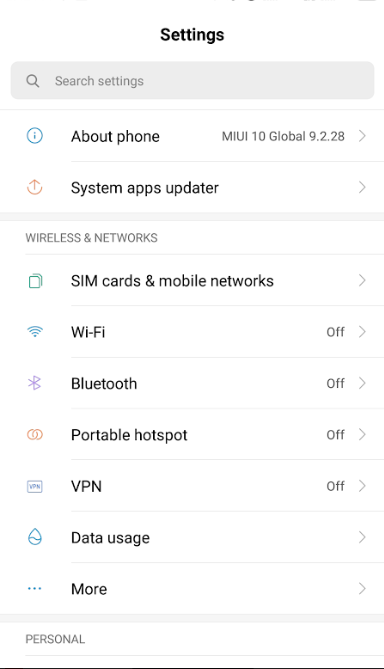 Settings
Search settings
About phone MIUI 10 Global 9.2.28
System apps updater
WIRELESS & NETWORKS
SIM cards & mobile networks
Wi-Fi Off
Bluetooth Off
Portable hotspot Off
VPN VPN Off
Data usage
More
PERSONAL